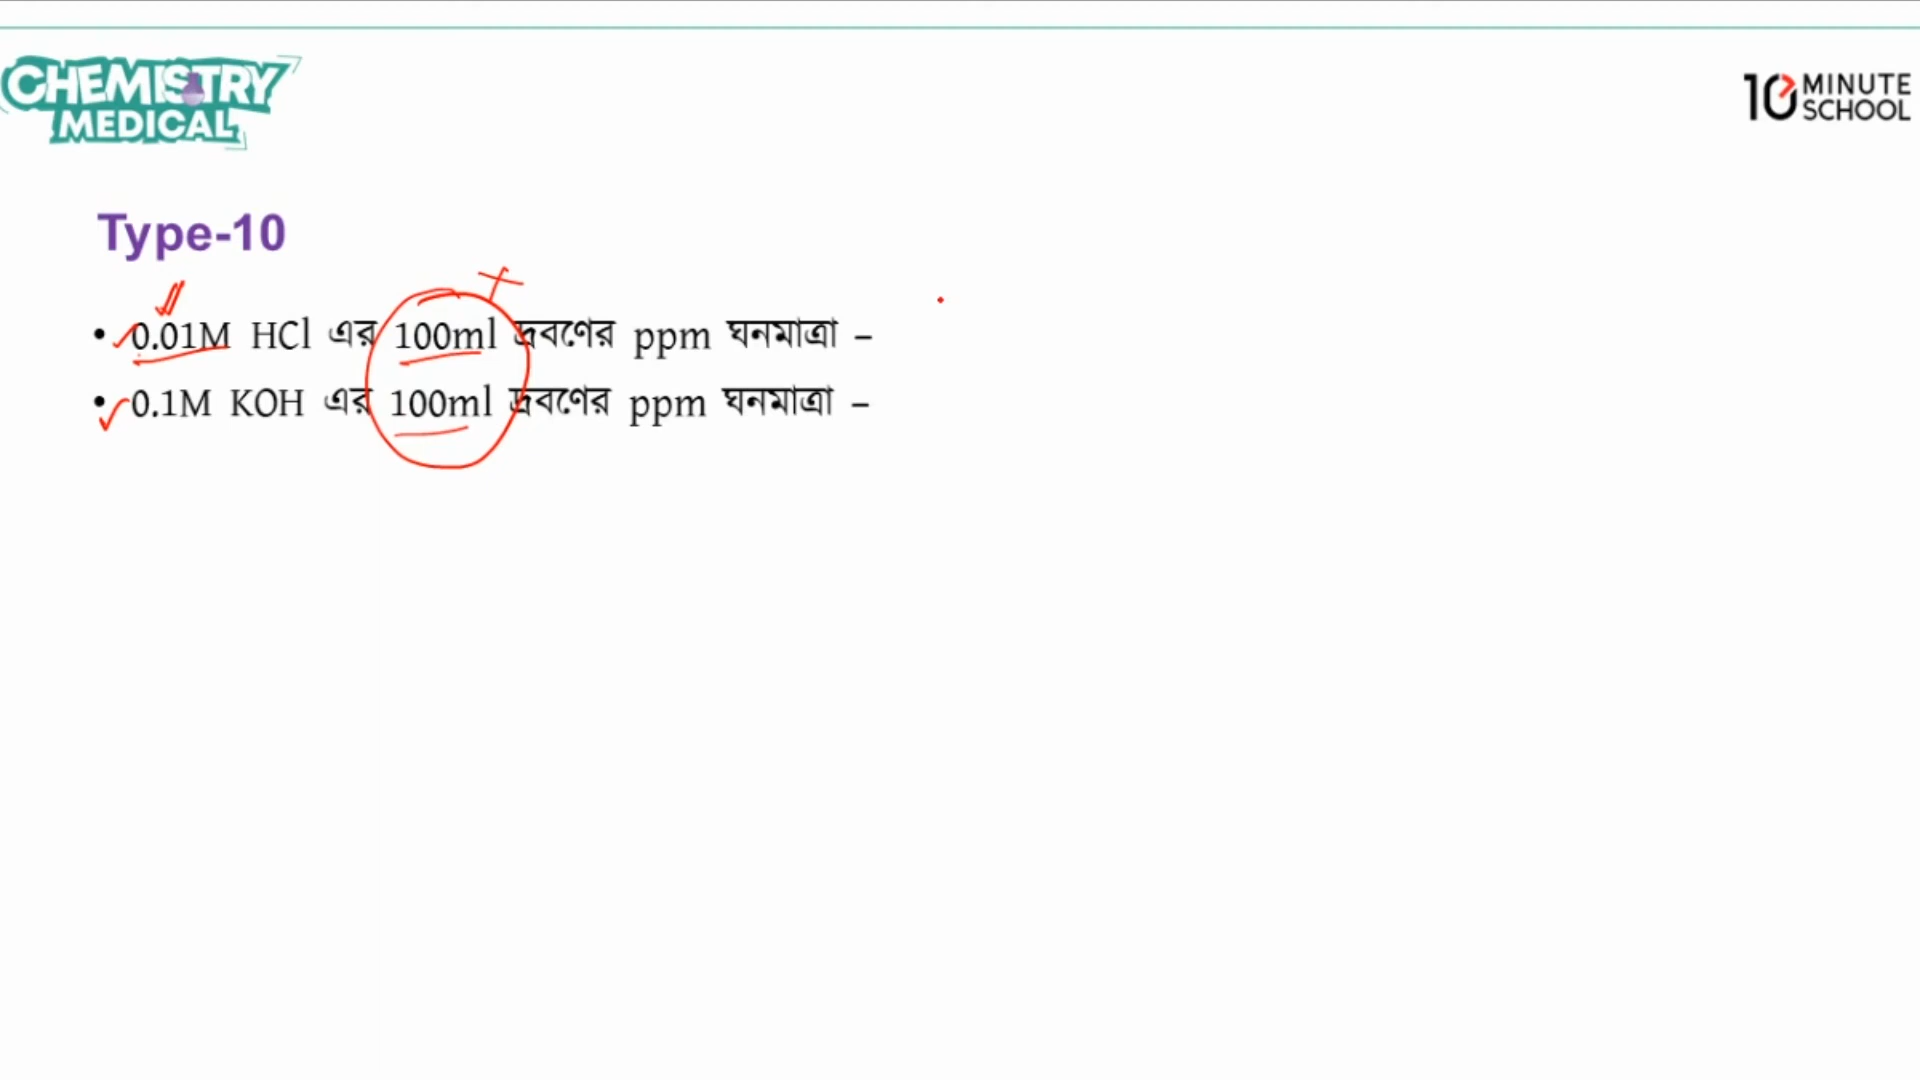 CHEMISTRY
MEDICAL
10 MINUTE
SCHOOL
Type-10
• 0.01M HCl এর 100ml দ্রবণের ppm ঘনমাত্রা –
• 0.1M KOH এর 100ml দ্রবণের ppm ঘনমাত্রা –